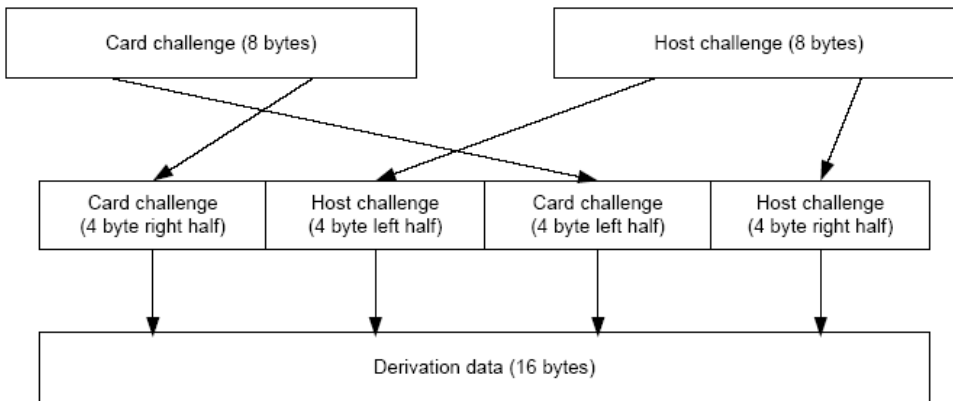 Card challenge (8 bytes)
Host challenge (8 bytes)
Card challenge
(4 byte right half)
Host challenge
(4 byte left half)
Card challenge
(4 byte left half)
Host challenge
(4 byte right half)
Derivation data (16 bytes)